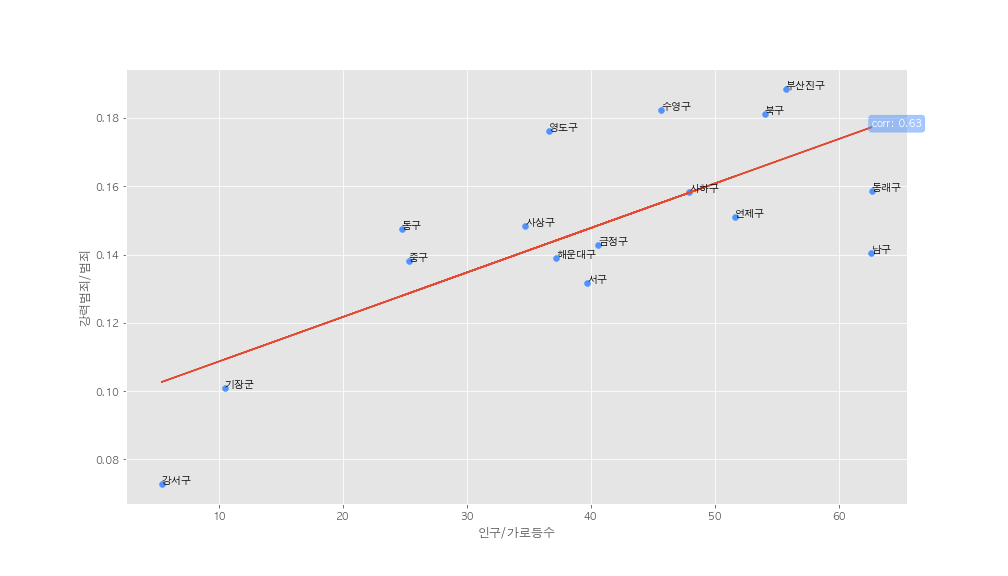 부산진구
수영구
북구
0.18
corr: 0.63
영도구
0.16
사하구
동래구
연제구
동구
사상구
금정구
남구
0.14
중구
해운대구
서구
강력범죄/범죄
0.12
0.10
기장군
0.08
강서구
10
20
30
40
50
60
인구/가로등수